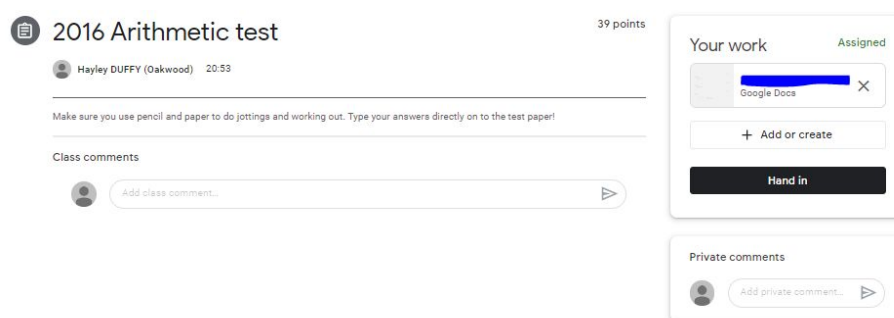 2016 Arithmetic test
39 points
Hayley DUFFY (Oakwood) 20:53
Make sure you use pencil and paper to do jottings and working out. Type your answers directly on to the test paper!
Class comments
Add class comment...
Your work
Assigned
Google Docs
+ Add or create
Hand in
Private comments
Add private comment...